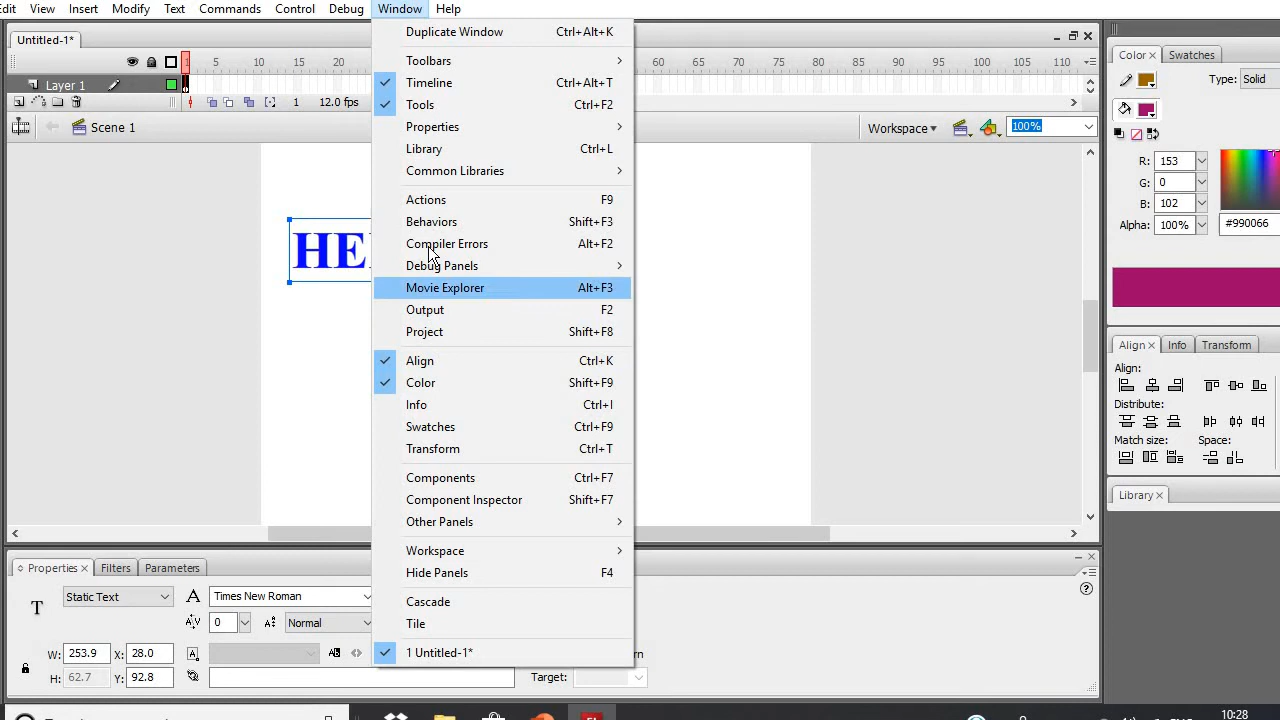 View Insert Modify Text Commands Control Debug Window Help
Untitled-1*
1 15 20 60 65 70 75 80 85 90 95 100 105 110
Layer 1
1 12.0 fps
Scene 1
Workspace 100%
HE
Duplicate Window Ctrl+Alt+K
Toolbars
Timeline Ctrl+Alt+T
Tools Ctrl+F2
Properties
Library Ctrl+L
Common Libraries
Actions F9
Behaviors Shift+F3
Compiler Errors Alt+F2
Debug Panels
Movie Explorer Alt+F3
Output F2
Project Shift+F8
Align Ctrl+K
Color Shift+F9
Info Ctrl+I
Swatches Ctrl+F9
Transform Ctrl+T
Components Ctrl+F7
Component Inspector Shift+F7
Other Panels
Workspace
Hide Panels F4
Cascade
Tile
1 Untitled-1*
Color Swatches
Type: Solid
R: 153
G: 0
B: 102
Alpha: 100% #990066
Align Info Transform
Align:
Distribute:
Match size: Space:
Library
Properties Filters Parameters
T Static Text A Times New Roman
0 Normal
W: 253.9 X: 28.0
H: 62.7 Y: 92.8
Target:
10:28